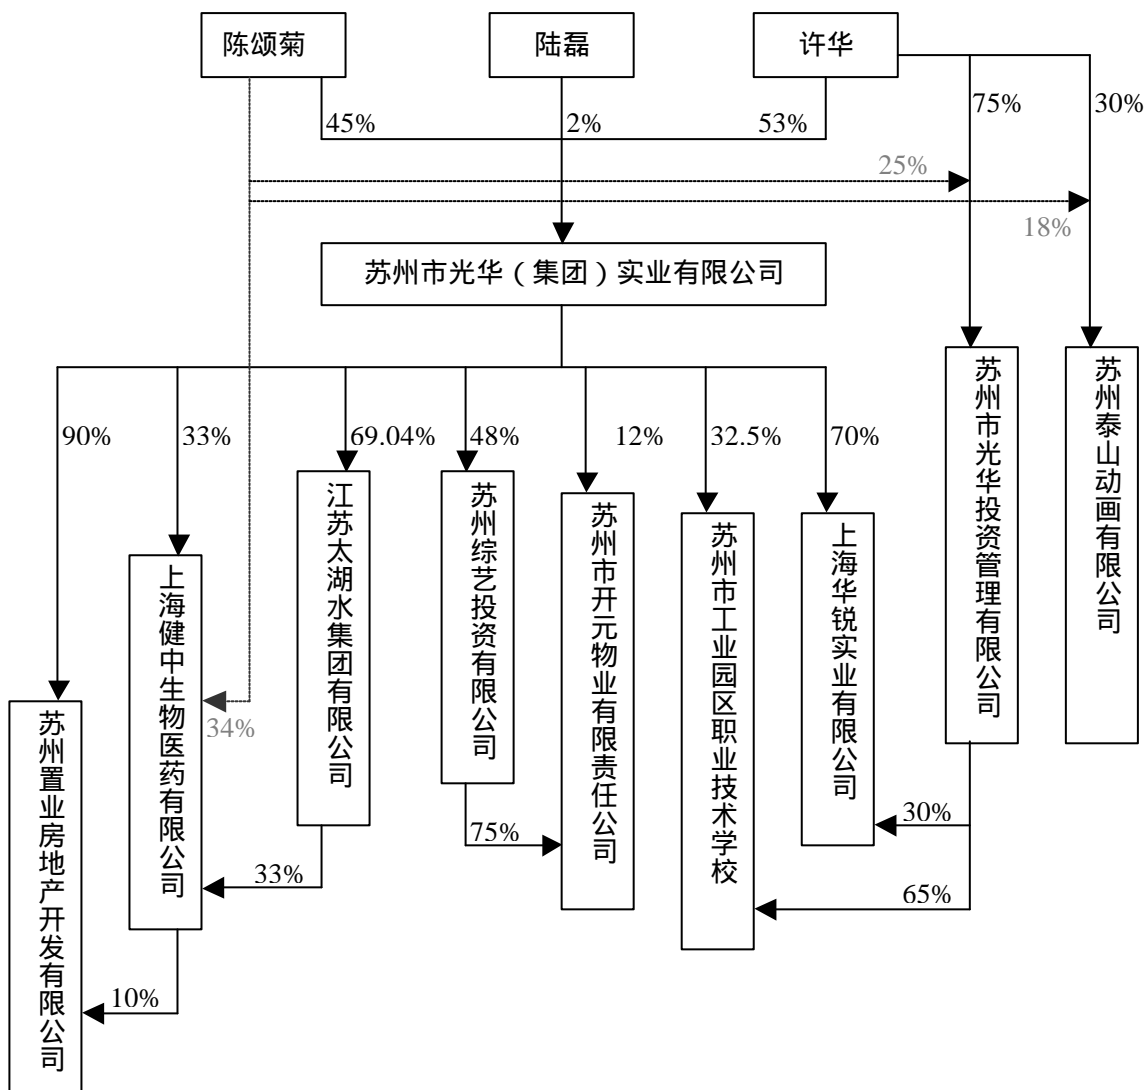 陈颂菊
陆磊
许华
45%
2%
53%
75%
30%
25%
18%
苏州市光华（集团）实业有限公司
90%
33%
69.04%
48%
12%
32.5%
70%
苏州置业房地产开发有限公司
上海健中生物医药有限公司
江苏太湖水集团有限公司
苏州综艺投资有限公司
苏州市开元物业有限责任公司
苏州市工业园区职业技术学校
上海华锐实业有限公司
苏州市光华投资管理有限公司
苏州泰山动画有限公司
34%
75%
30%
33%
65%
10%